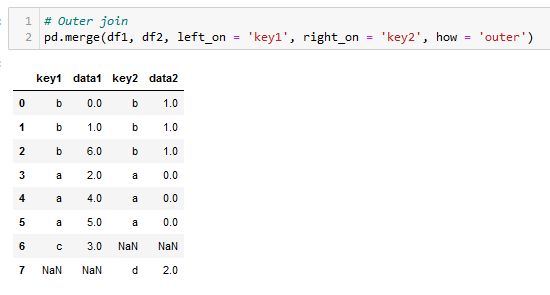 1 # Outer join
2 pd.merge(df1, df2, left_on = 'key1', right_on = 'key2', how = 'outer')
key1 data1 key2 data2
0 b 0.0 b 1.0
1 b 1.0 b 1.0
2 b 6.0 b 1.0
3 a 2.0 a 0.0
4 a 4.0 a 0.0
5 a 5.0 a 0.0
6 c 3.0 NaN NaN
7 NaN NaN d 2.0